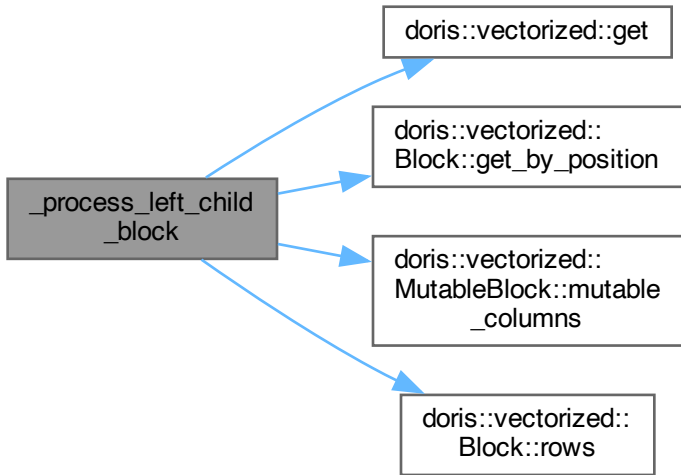 doris::vectorized::get
doris::vectorized::
Block::get_by_position
_process_left_child
_block
doris::vectorized::
MutableBlock::mutable
_columns
doris::vectorized::
Block::rows